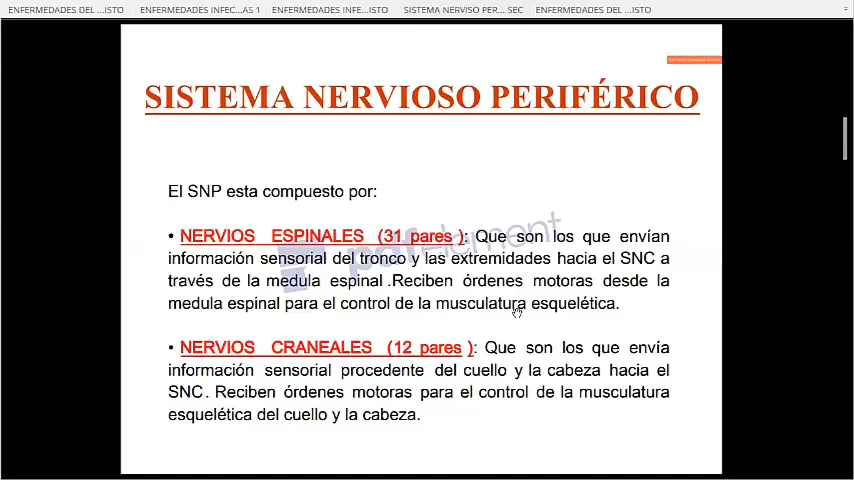 ENFERMEDADES DEL ...ISTO ENFERMEDADES INFEC...AS 1 ENFERMEDADES INFE...ISTO SISTEMA NERVISO PER... SEC ENFERMEDADES DEL ...ISTO
SISTEMA NERVIOSO PERIFÉRICO
El SNP esta compuesto por:
• NERVIOS ESPINALES (31 pares ): Que son los que envían
información sensorial del tronco y las extremidades hacia el SNC a
través de la medula espinal .Reciben órdenes motoras desde la
medula espinal para el control de la musculatura esquelética.
pdfelement
• NERVIOS CRANEALES (12 pares ): Que son los que envía
información sensorial procedente del cuello y la cabeza hacia el
SNC. Reciben órdenes motoras para el control de la musculatura
esquelética del cuello y la cabeza.